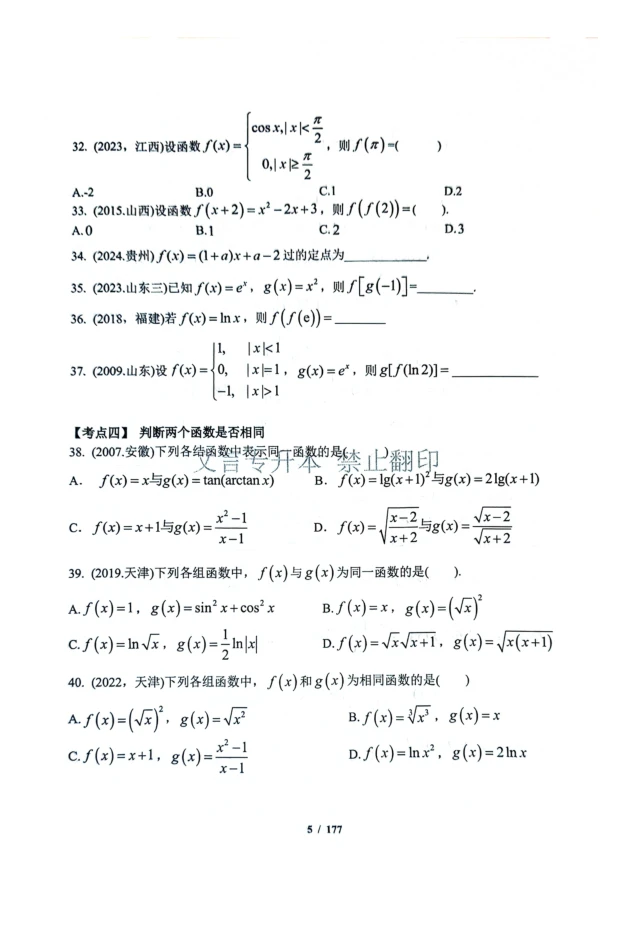 32. (2023，江西)设函数 f(x)={cos x,|x|<π/2 0,|x|≥π/2 ，则 f(π)=( )
A.-2 B.0 C.1 D.2
33. (2015.山西)设函数 f(x+2)=x²-2x+3，则 f(f(2))=( ).
A.0 B.1 C.2 D.3
34. (2024.贵州) f(x)=(1+a)x+a-2 过的定点为________.
35. (2023.山东三)已知 f(x)=eˣ，g(x)=x²，则 f[g(-1)]=________.
36. (2018，福建)若 f(x)=ln x，则 f(f(e))=________
37. (2009.山东)设 f(x)={1, |x|<1 0, |x|=1 -1, |x|>1 ，g(x)=eˣ，则 g[f(ln2)]=________
【考点四】 判断两个函数是否相同
38. (2007.安徽)下列各结函数中表示同一函数的是( )
文言专升本 禁止翻印
A. f(x)=x与g(x)=tan(arctan x) B. f(x)=lg(x+1)²与g(x)=2lg(x+1)
C. f(x)=x+1与g(x)=(x²-1)/(x-1) D. f(x)=√((x-2)/(x+2))与g(x)=√(x-2)/√(x+2)
39. (2019.天津)下列各组函数中，f(x)与g(x)为同一函数的是( ).
A. f(x)=1，g(x)=sin²x+cos²x B. f(x)=x，g(x)=(√x)²
C. f(x)=ln√x，g(x)=1/2 ln|x| D. f(x)=√x√(x+1)，g(x)=√(x(x+1))
40. (2022，天津)下列各组函数中，f(x)和g(x)为相同函数的是( )
A. f(x)=(√x)²，g(x)=√x² B. f(x)=∛x³，g(x)=x
C. f(x)=x+1，g(x)=(x²-1)/(x-1) D. f(x)=ln x²，g(x)=2ln x
5 / 177